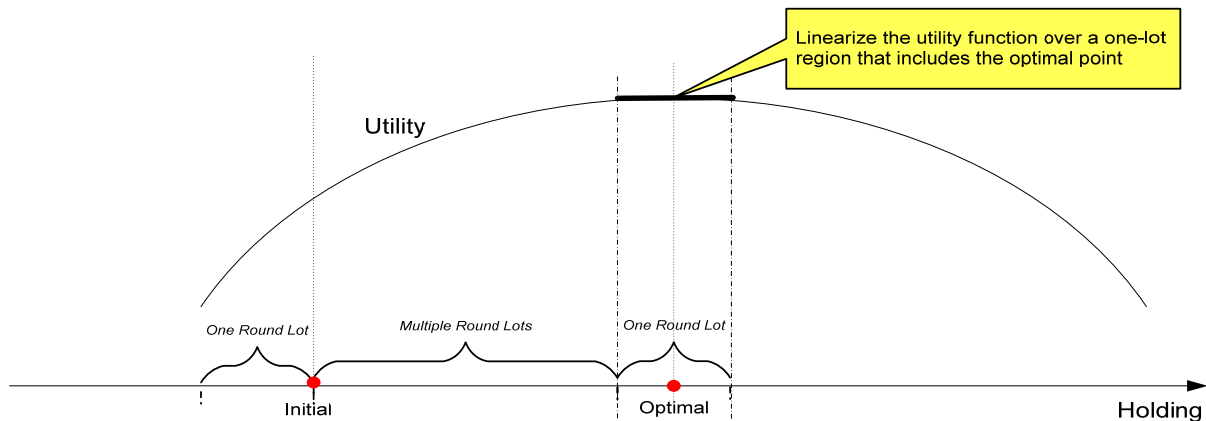 Linearize the utility function over a one-lot
region that includes the optimal point
Utility
One Round Lot
Multiple Round Lots
One Round Lot
Initial
Optimal
Holding